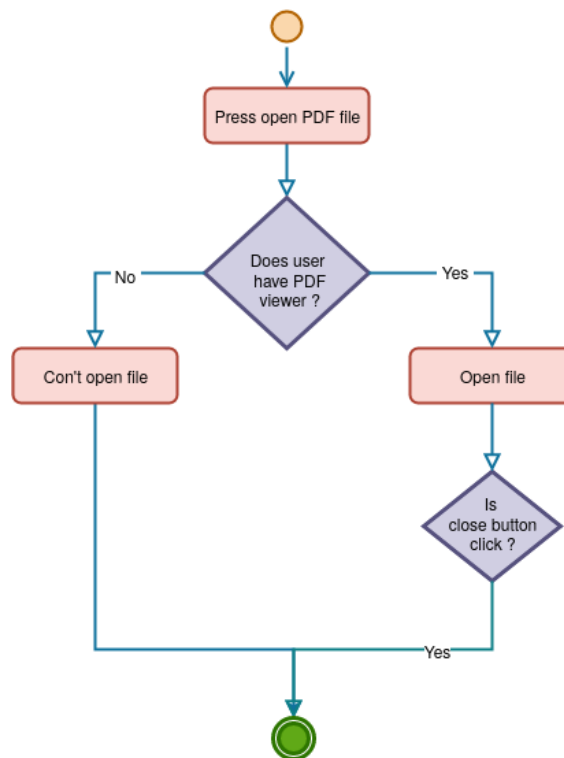 Press open PDF file
Does user
have PDF
viewer ?
No
Yes
Con't open file
Open file
Is
close button
click ?
Yes